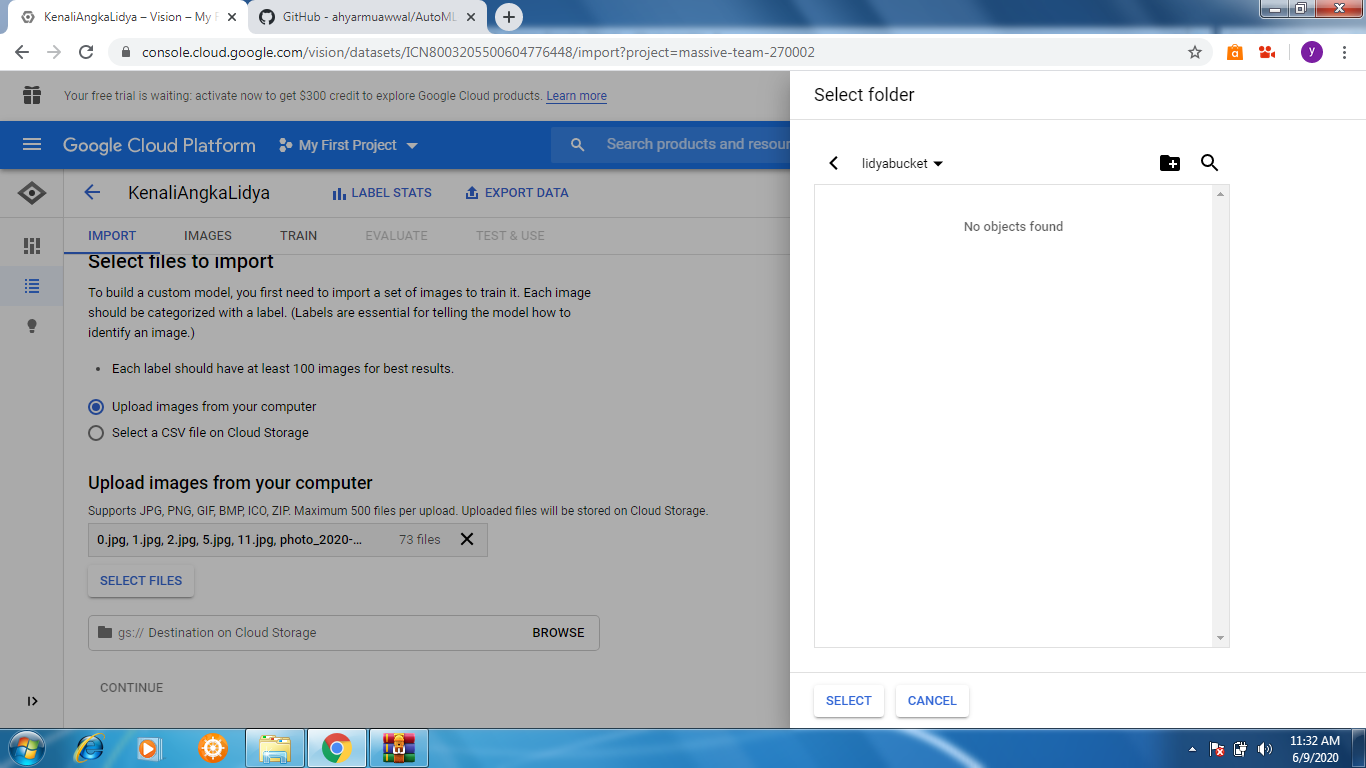 KenaliAngkaLidya – Vision – My F
GitHub - ahyarmuawwal/AutoML
console.cloud.google.com/vision/datasets/ICN8003205500604776448/import?project=massive-team-270002
y
Your free trial is waiting: activate now to get $300 credit to explore Google Cloud products. Learn more
Google Cloud Platform
My First Project
Search products and resour
KenaliAngkaLidya
LABEL STATS
EXPORT DATA
IMPORT
IMAGES
TRAIN
EVALUATE
TEST & USE
Select files to import
To build a custom model, you first need to import a set of images to train it. Each image
should be categorized with a label. (Labels are essential for telling the model how to
identify an image.)
• Each label should have at least 100 images for best results.
Upload images from your computer
Select a CSV file on Cloud Storage
Upload images from your computer
Supports JPG, PNG, GIF, BMP, ICO, ZIP. Maximum 500 files per upload. Uploaded files will be stored on Cloud Storage.
0.jpg, 1.jpg, 2.jpg, 5.jpg, 11.jpg, photo_2020-...
73 files
SELECT FILES
gs:// Destination on Cloud Storage
BROWSE
CONTINUE
Select folder
lidyabucket
No objects found
SELECT
CANCEL
11:32 AM
6/9/2020